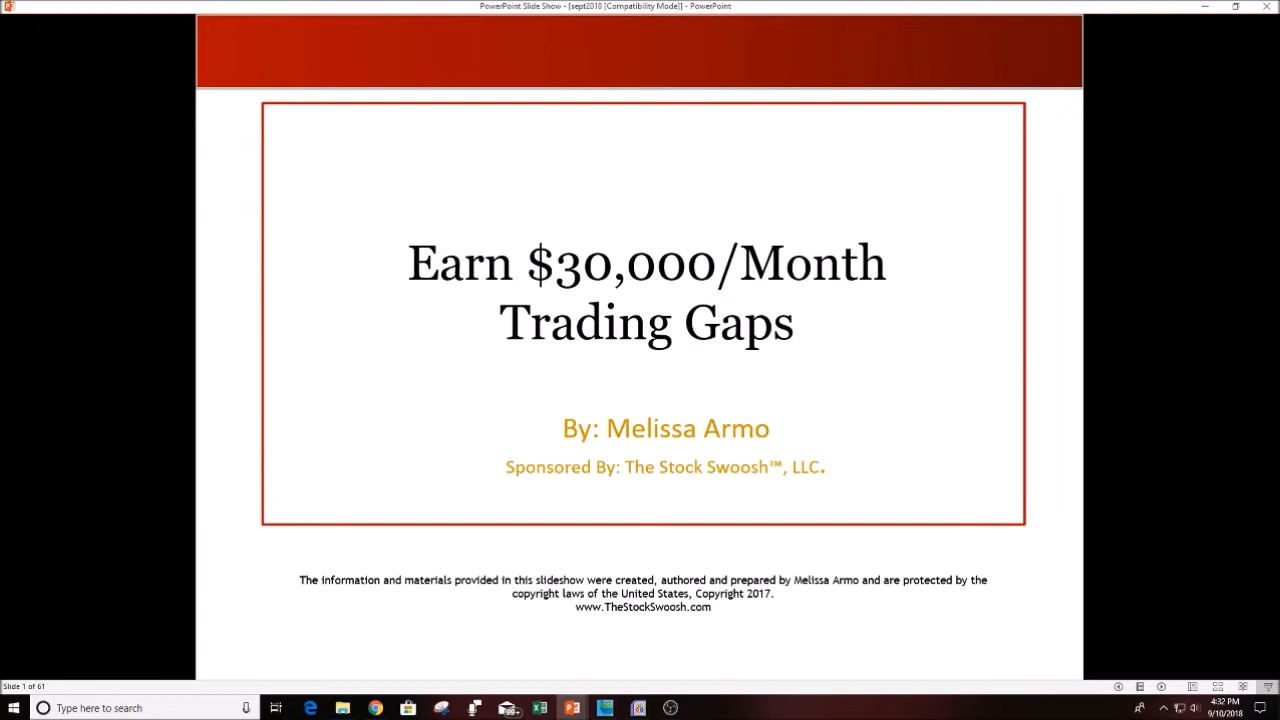 PowerPoint Slide Show - [sept2018 [Compatibility Mode]] - PowerPoint
Earn $30,000/Month
Trading Gaps
By: Melissa Armo
Sponsored By: The Stock Swoosh™, LLC.
The information and materials provided in this slideshow were created, authored and prepared by Melissa Armo and are protected by the
copyright laws of the United States, Copyright 2017.
www.TheStockSwoosh.com
Slide 1 of 61
Type here to search
99+
4:32 PM
9/10/2018